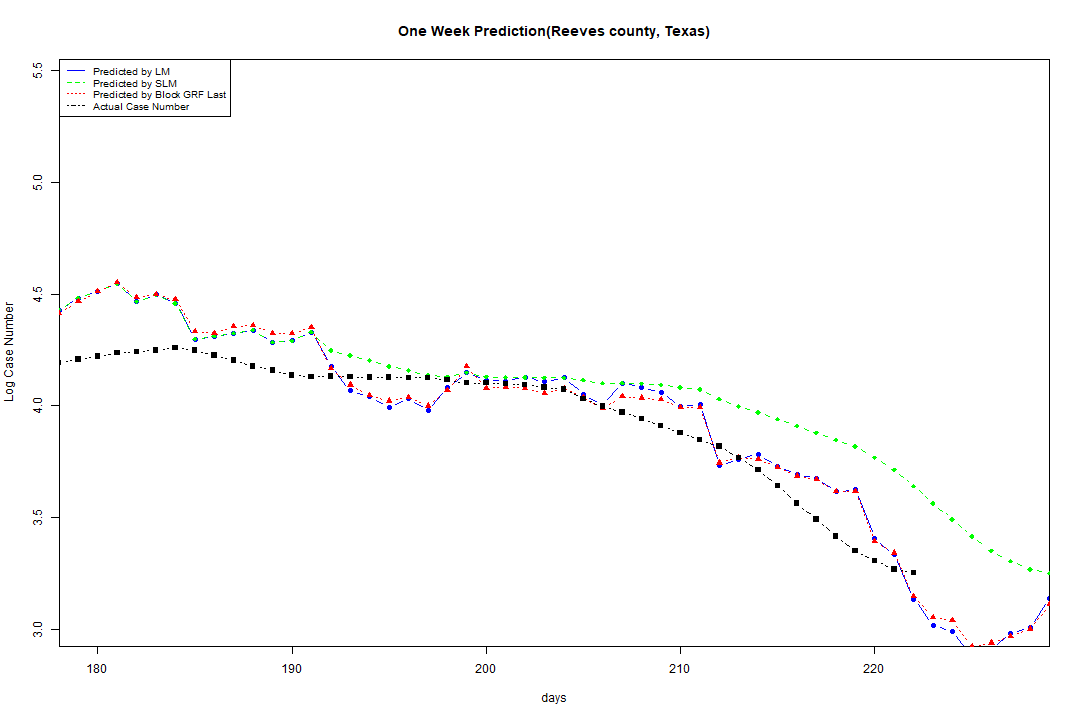 One Week Prediction(Reeves county, Texas)
Predicted by LM
Predicted by SLM
Predicted by Block GRF Last
Actual Case Number
Log Case Number
5.5
5.0
4.5
4.0
3.5
3.0
180 190 200 210 220
days